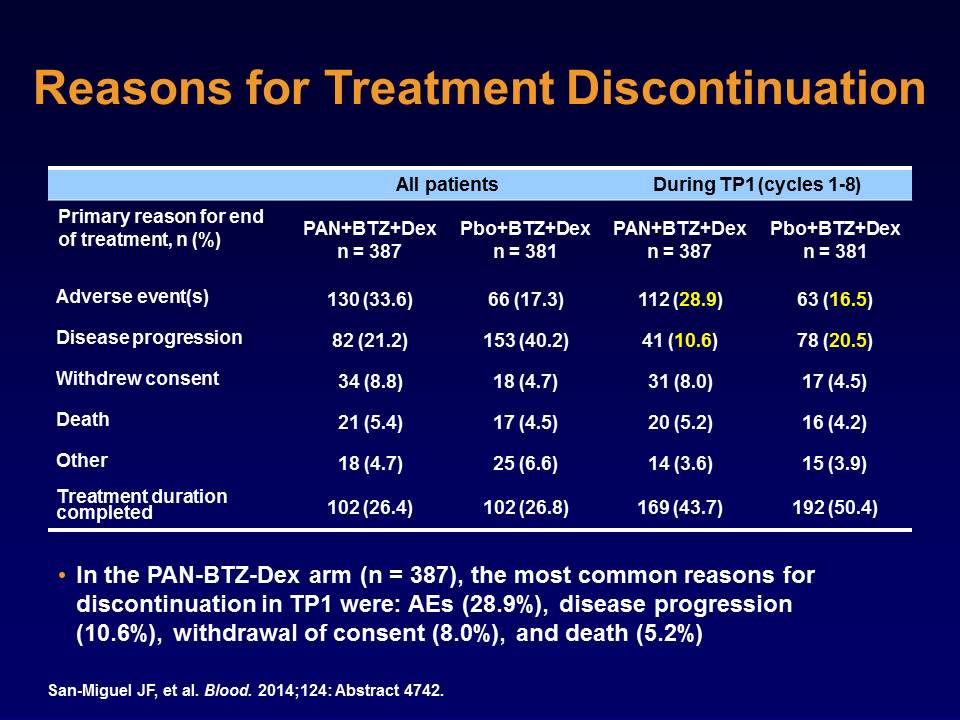 Reasons for Treatment Discontinuation
All patients During TP1 (cycles 1-8)
Primary reason for end
of treatment, n (%)
PAN+BTZ+Dex Pbo+BTZ+Dex PAN+BTZ+Dex Pbo+BTZ+Dex
n = 387 n = 381 n = 387 n = 381
Adverse event(s) 130 (33.6) 66 (17.3) 112 (28.9) 63 (16.5)
Disease progression 82 (21.2) 153 (40.2) 41 (10.6) 78 (20.5)
Withdrew consent 34 (8.8) 18 (4.7) 31 (8.0) 17 (4.5)
Death 21 (5.4) 17 (4.5) 20 (5.2) 16 (4.2)
Other 18 (4.7) 25 (6.6) 14 (3.6) 15 (3.9)
Treatment duration
completed 102 (26.4) 102 (26.8) 169 (43.7) 192 (50.4)
• In the PAN-BTZ-Dex arm (n = 387), the most common reasons for
discontinuation in TP1 were: AEs (28.9%), disease progression
(10.6%), withdrawal of consent (8.0%), and death (5.2%)
San-Miguel JF, et al. Blood. 2014;124: Abstract 4742.